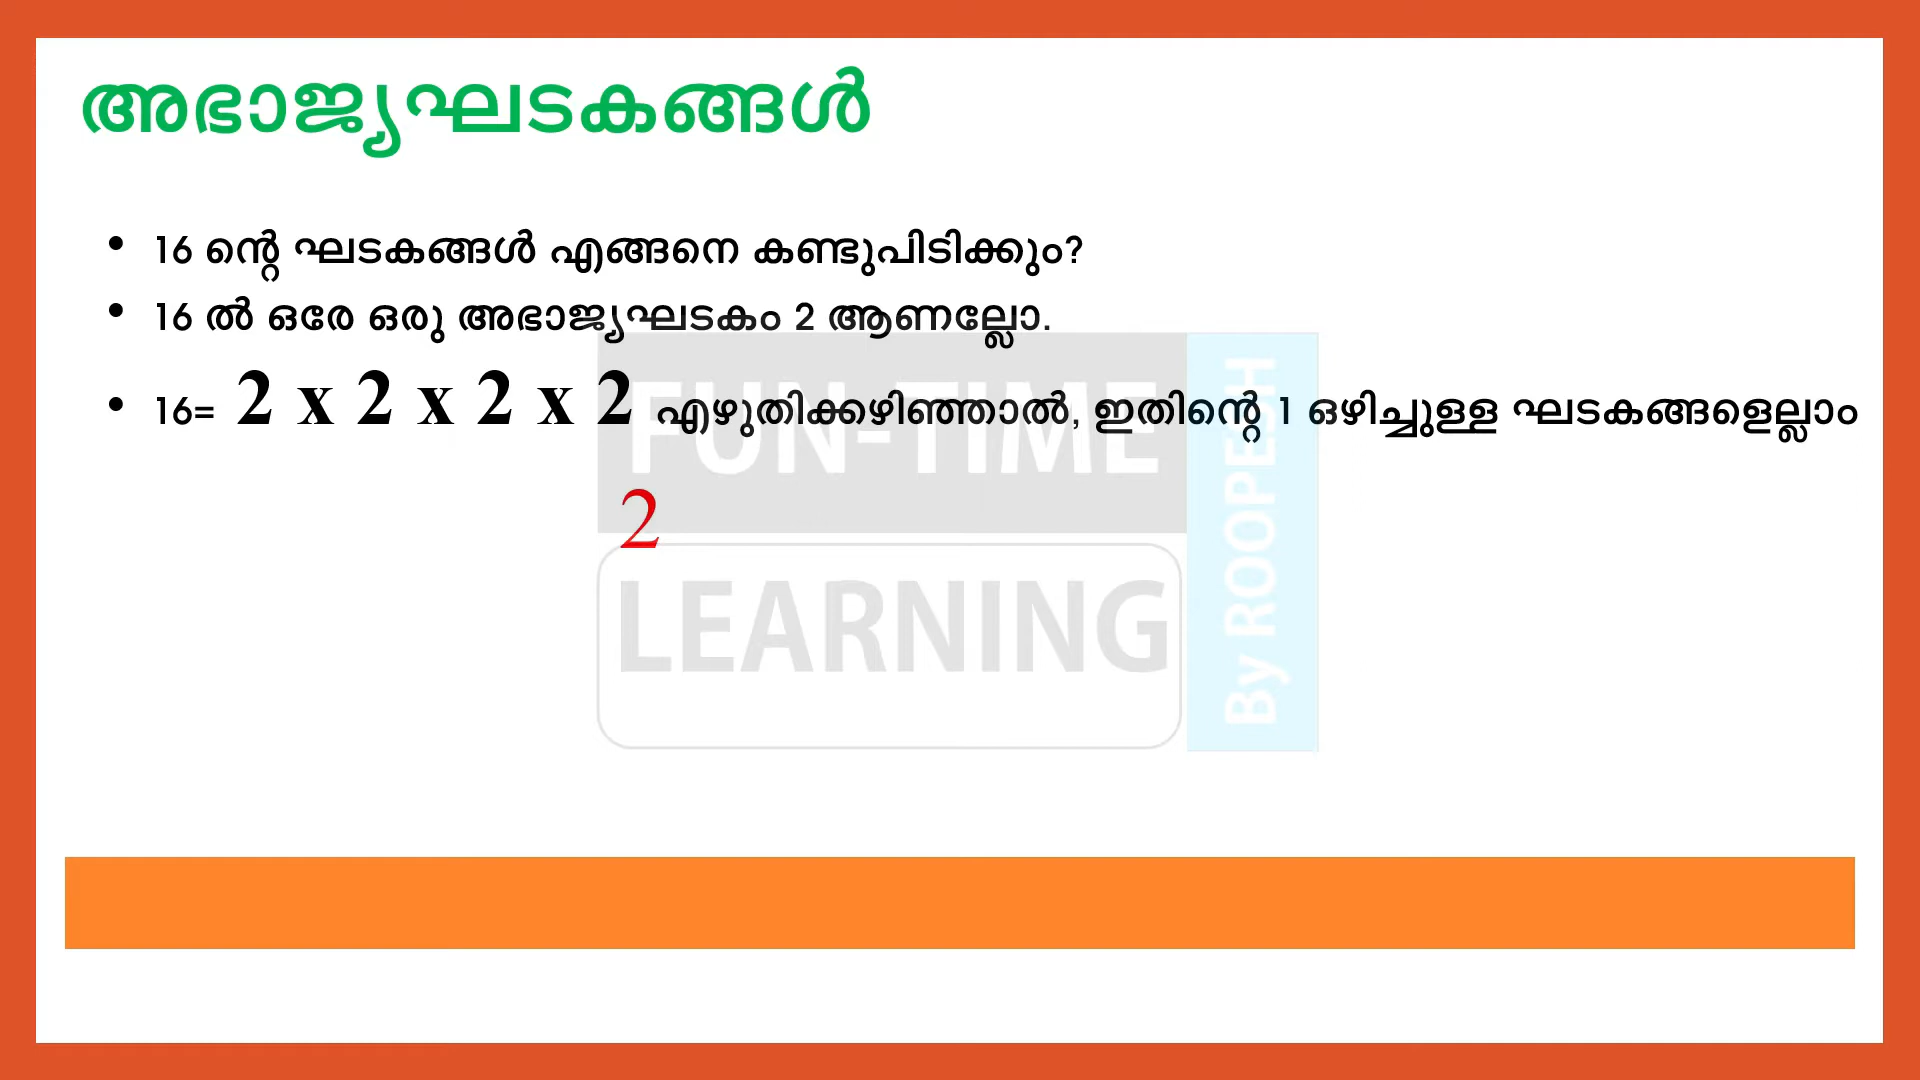 അഭാജ്യഘടകങ്ങൾ
• 16 ന്റെ ഘടകങ്ങൾ എങ്ങനെ കണ്ടുപിടിക്കും?
• 16 ൽ ഒരേ ഒരു അഭാജ്യഘടകം 2 ആണല്ലോ.
• 16= 2 x 2 x 2 x 2 എഴുതിക്കഴിഞ്ഞാൽ, ഇതിന്റെ 1 ഒഴിച്ചുള്ള ഘടകങ്ങളെല്ലാം
2
FUN-TIME
LEARNING
By ROOPESH